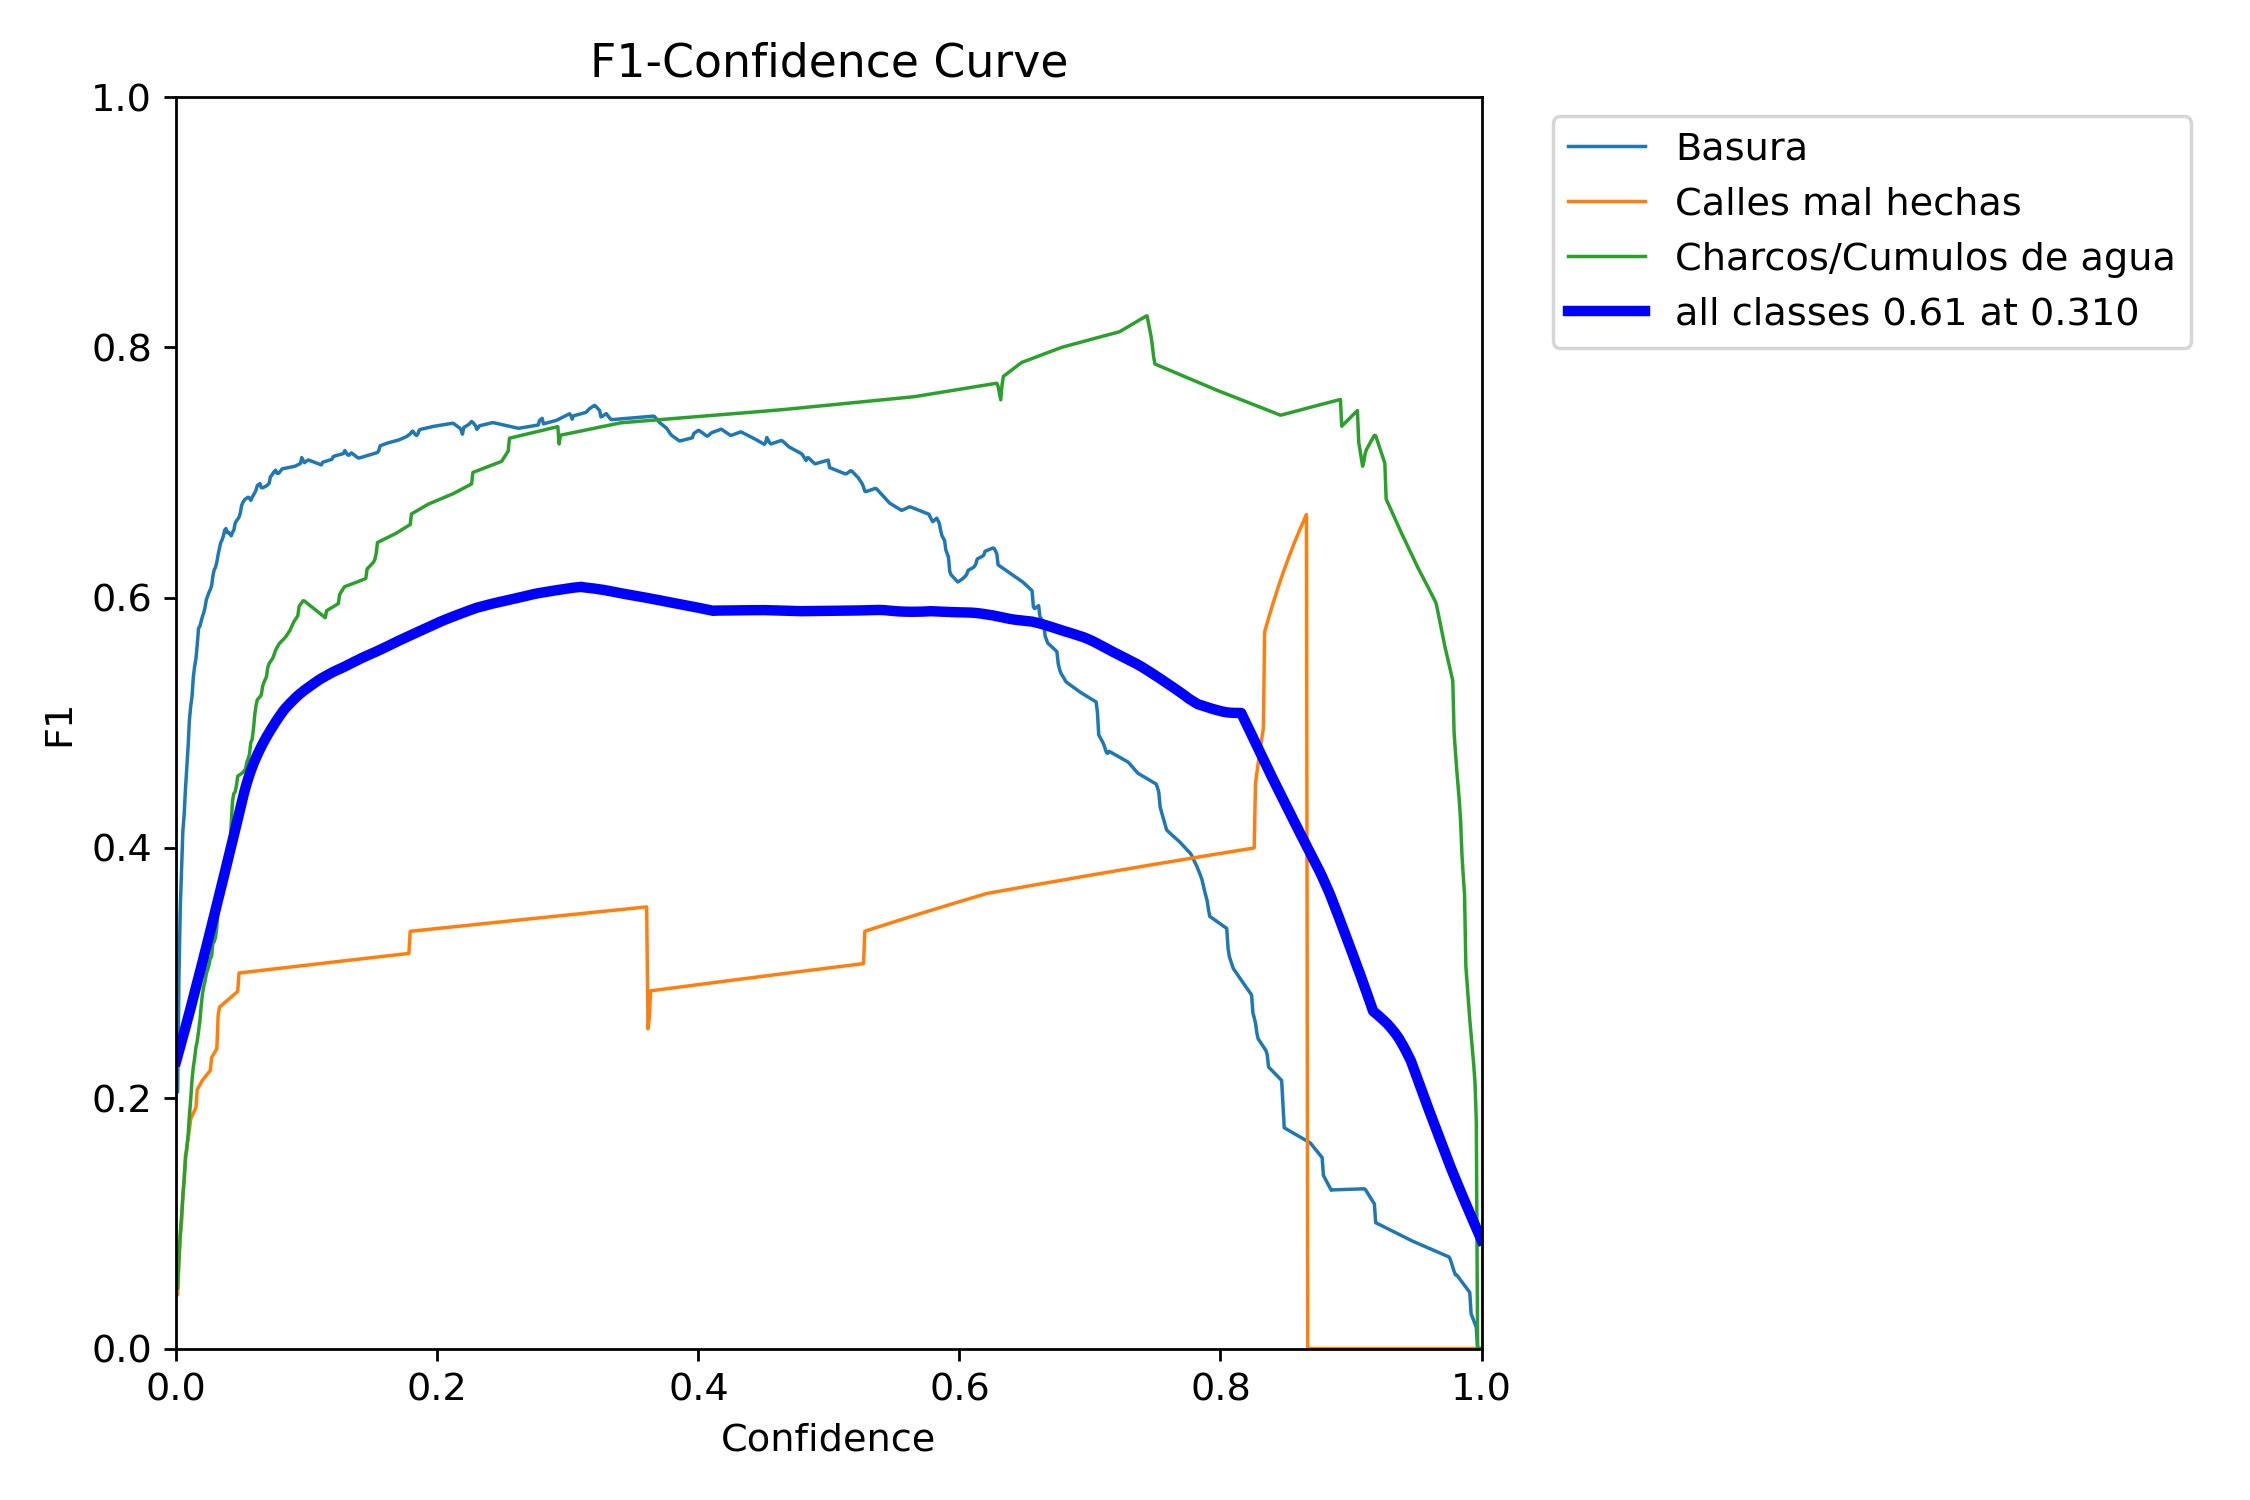 F1-Confidence Curve
1.0
0.8
0.6
0.4
0.2
0.0
F1
0.0 0.2 0.4 0.6 0.8 1.0
Confidence
Basura
Calles mal hechas
Charcos/Cumulos de agua
all classes 0.61 at 0.310